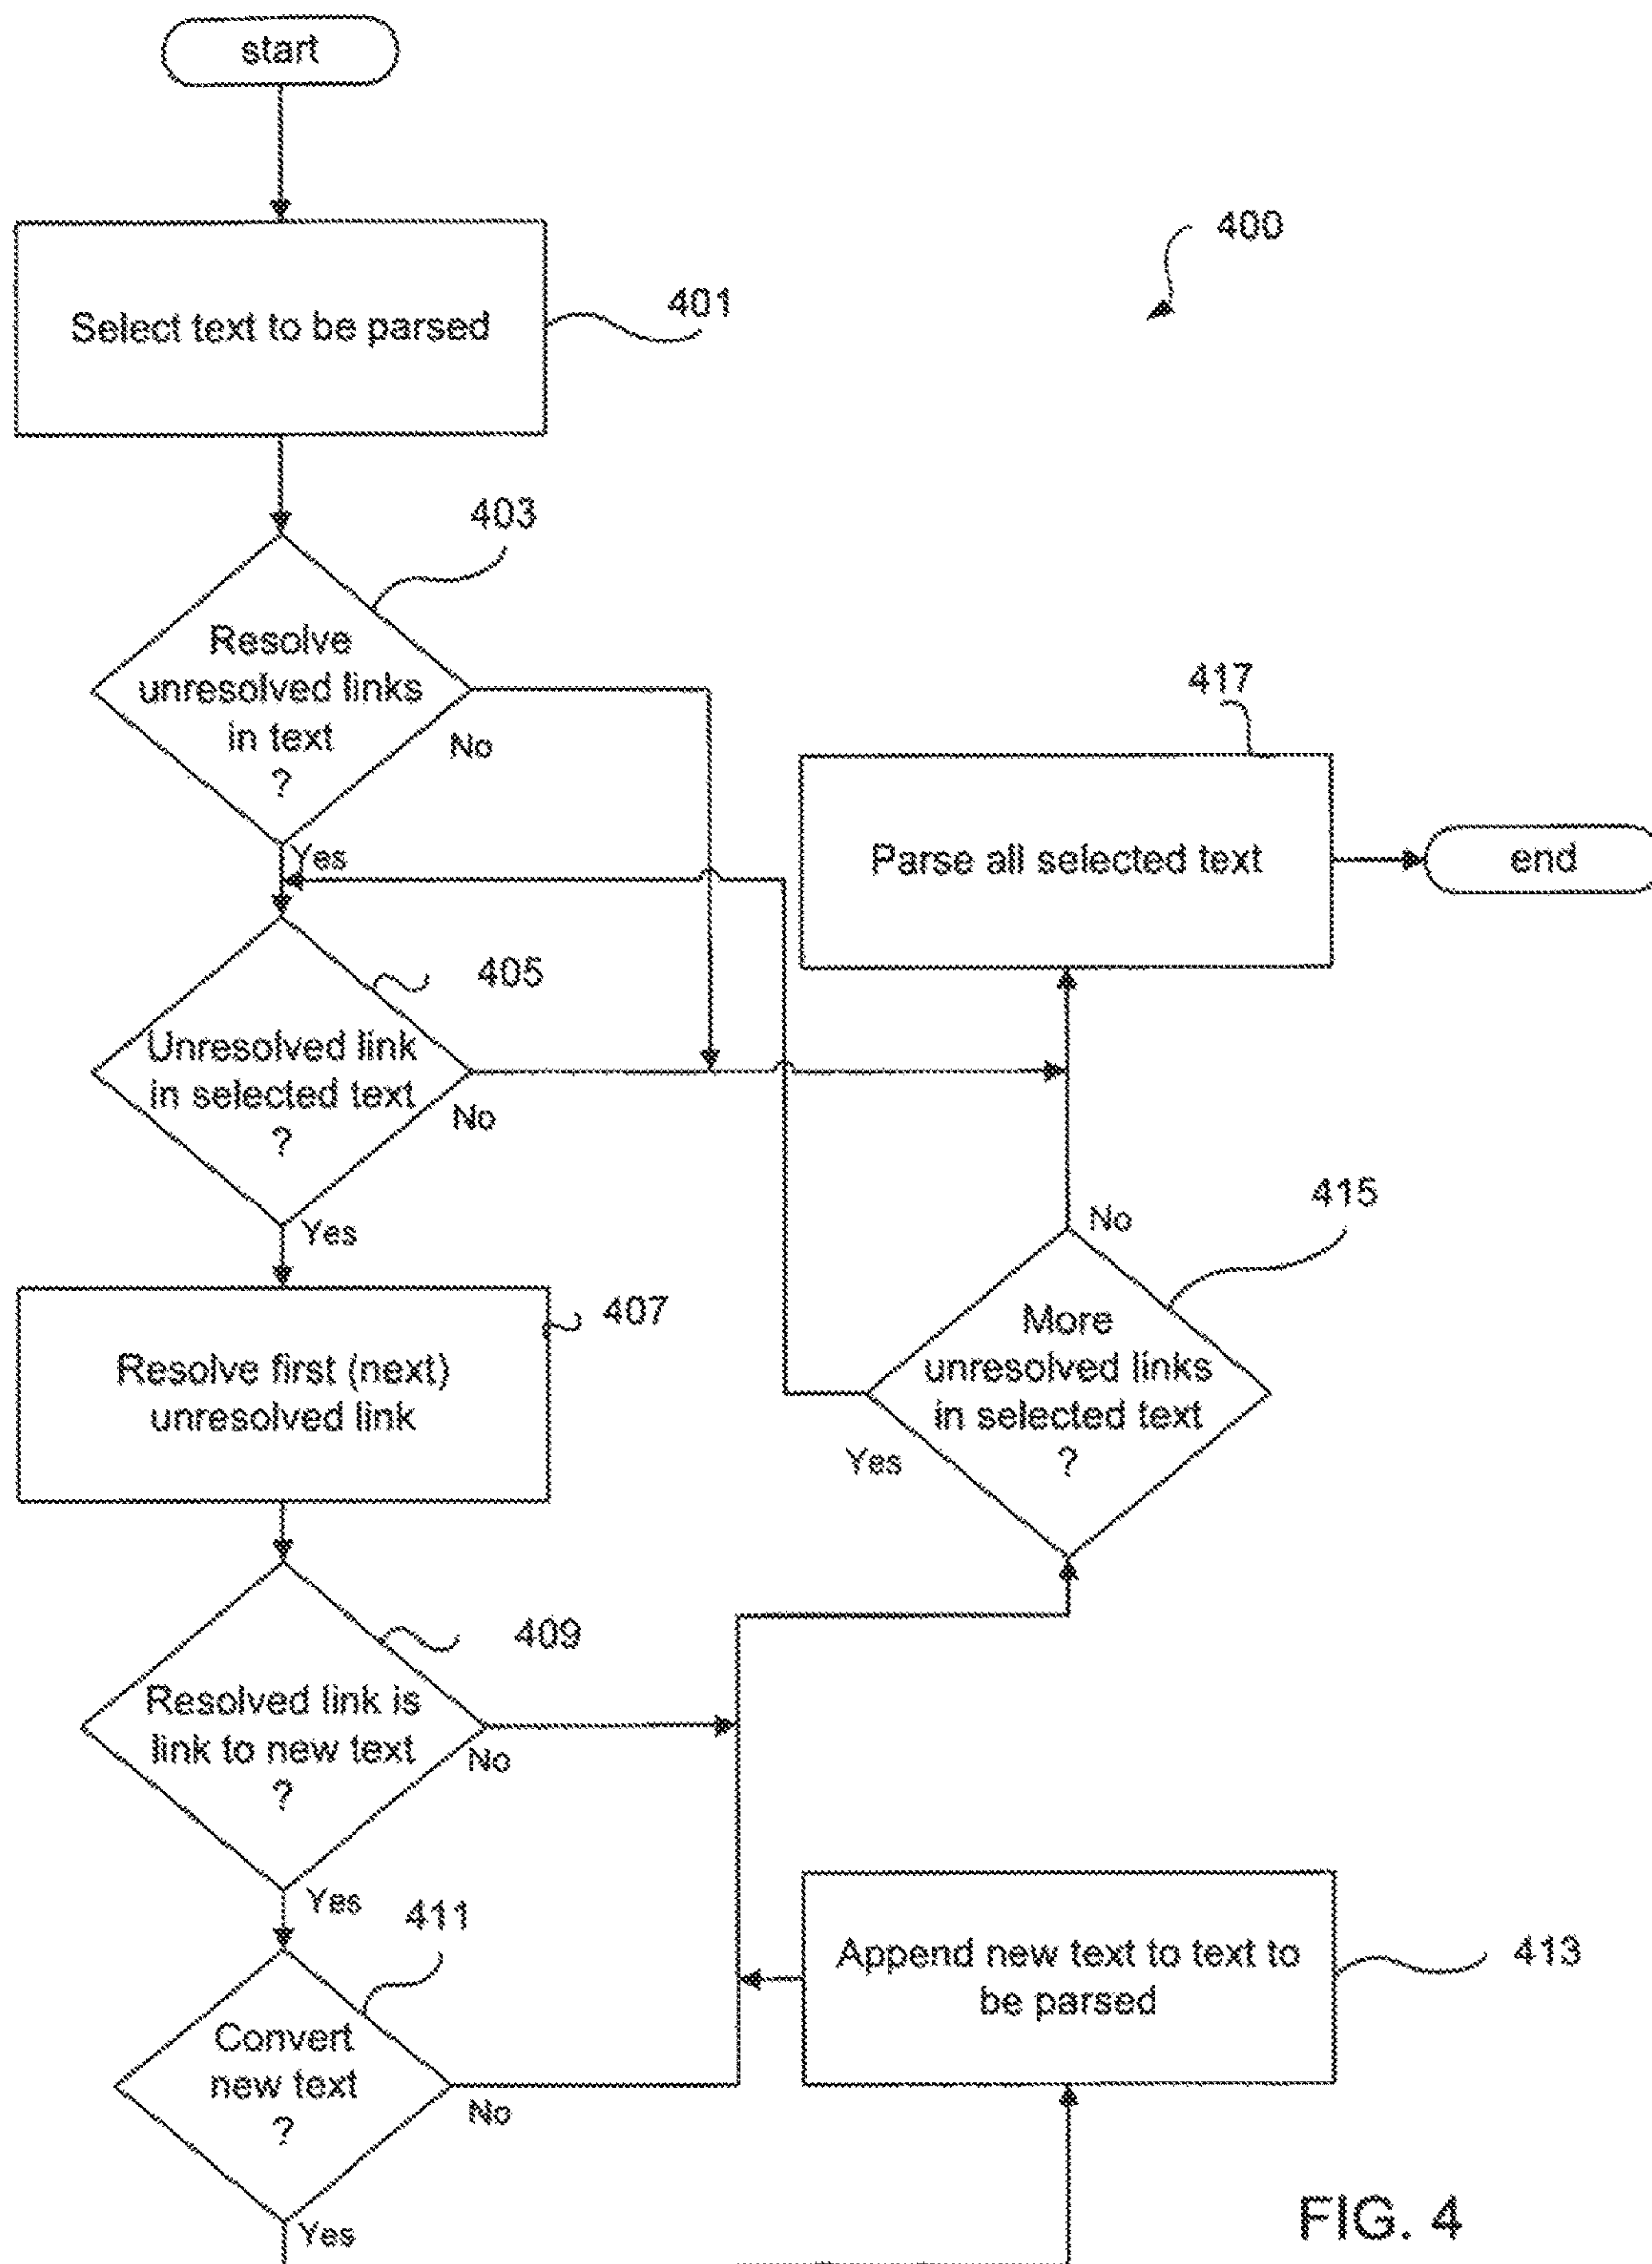 start
400
401
Select text to be parsed
403
Resolve
unresolved links
in text
?
No
Yes
417
Parse all selected text
end
405
Unresolved link
in selected text
?
No
Yes
415
No
More
unresolved links
in selected text
?
Yes
407
Resolve first (next)
unresolved link
409
Resolved link is
link to new text
?
No
Yes
411
Convert
new text
?
No
Yes
Append new text to text to
be parsed
413
FIG. 4